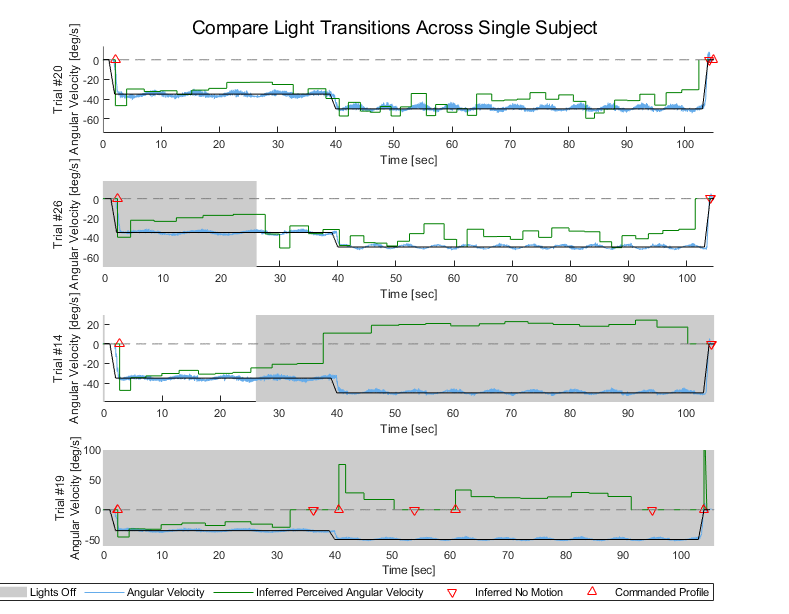 Compare Light Transitions Across Single Subject
Trial #20
Angular Velocity [deg/s]
0
-20
-40
-60
0 10 20 30 40 50 60 70 80 90 100
Time [sec]
Trial #26
Angular Velocity [deg/s]
0
-20
-40
-60
0 10 20 30 40 50 60 70 80 90 100
Time [sec]
Trial #14
Angular Velocity [deg/s]
20
0
-20
-40
0 10 20 30 40 50 60 70 80 90 100
Time [sec]
Trial #19
Angular Velocity [deg/s]
100
50
0
-50
0 10 20 30 40 50 60 70 80 90 100
Time [sec]
Lights Off Angular Velocity Inferred Perceived Angular Velocity Inferred No Motion Commanded Profile